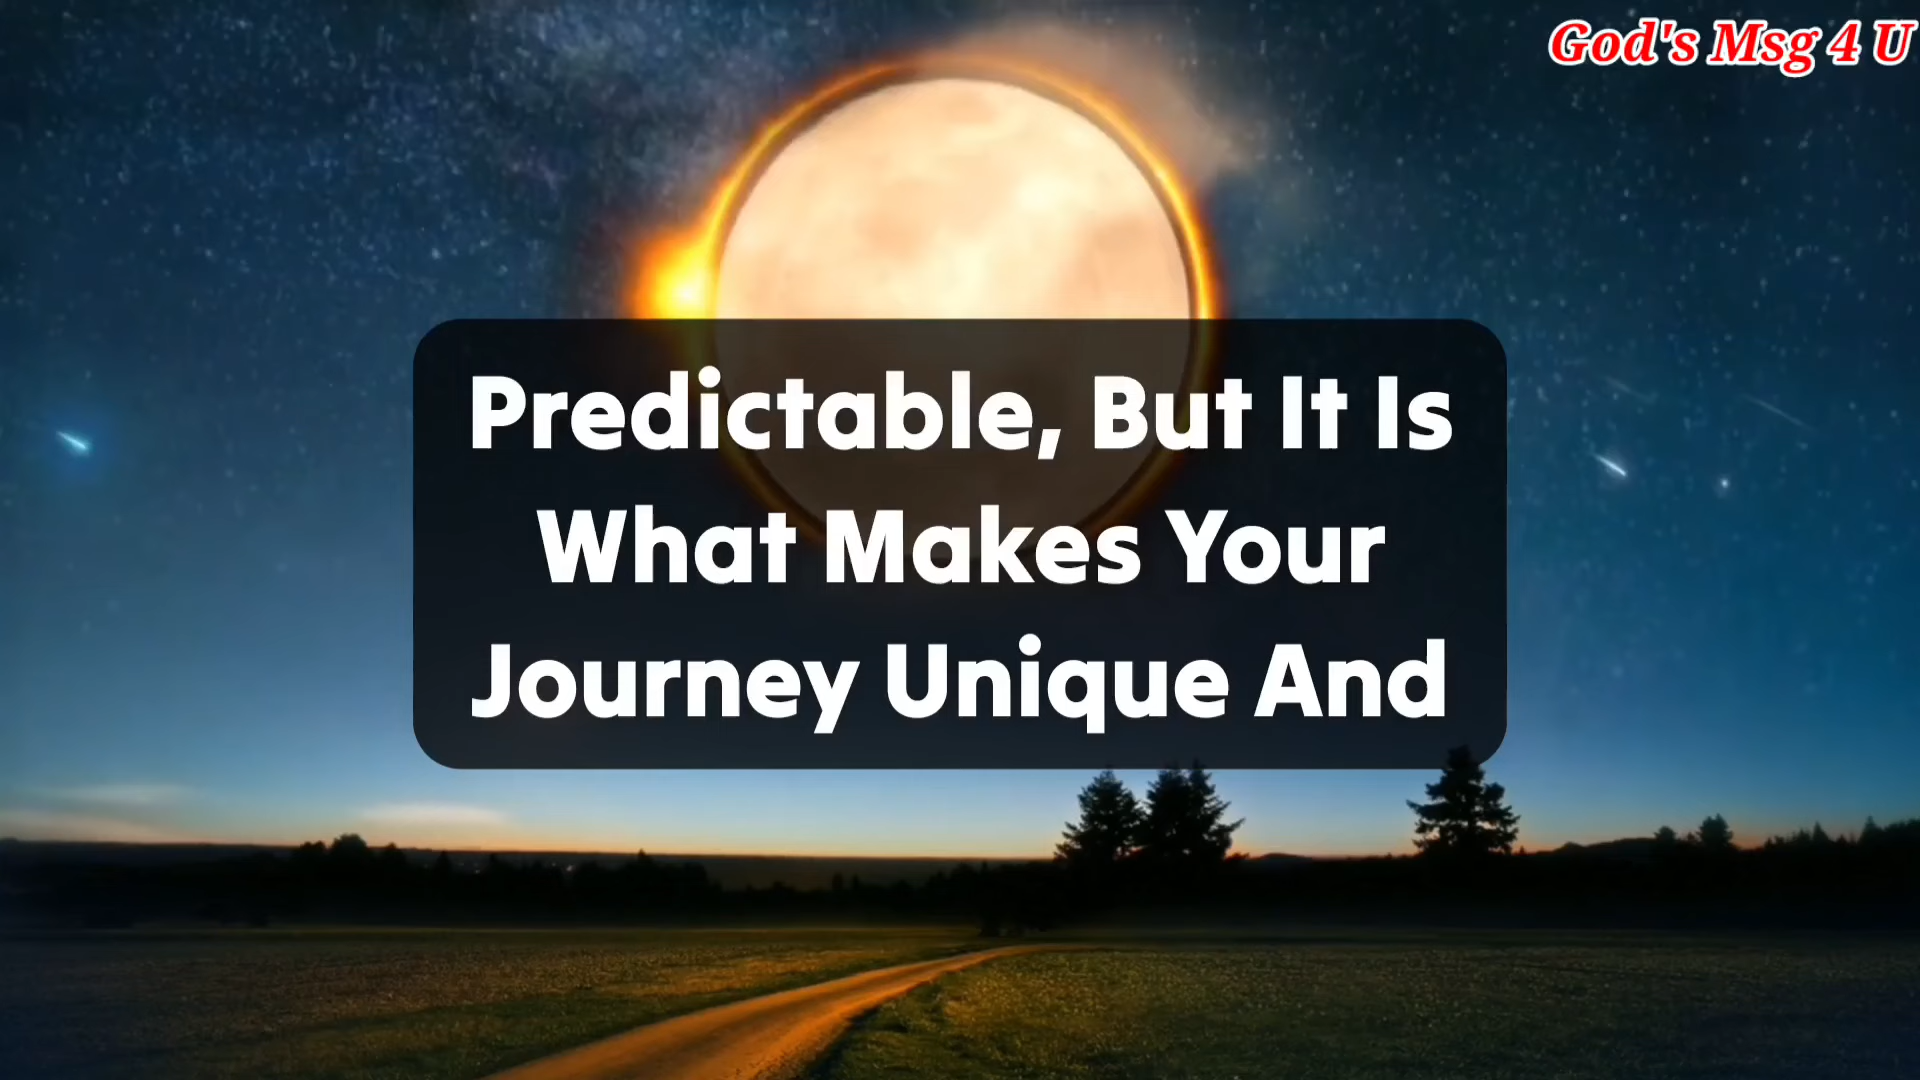 God's Msg 4 U
Predictable, But It Is
What Makes Your
Journey Unique And